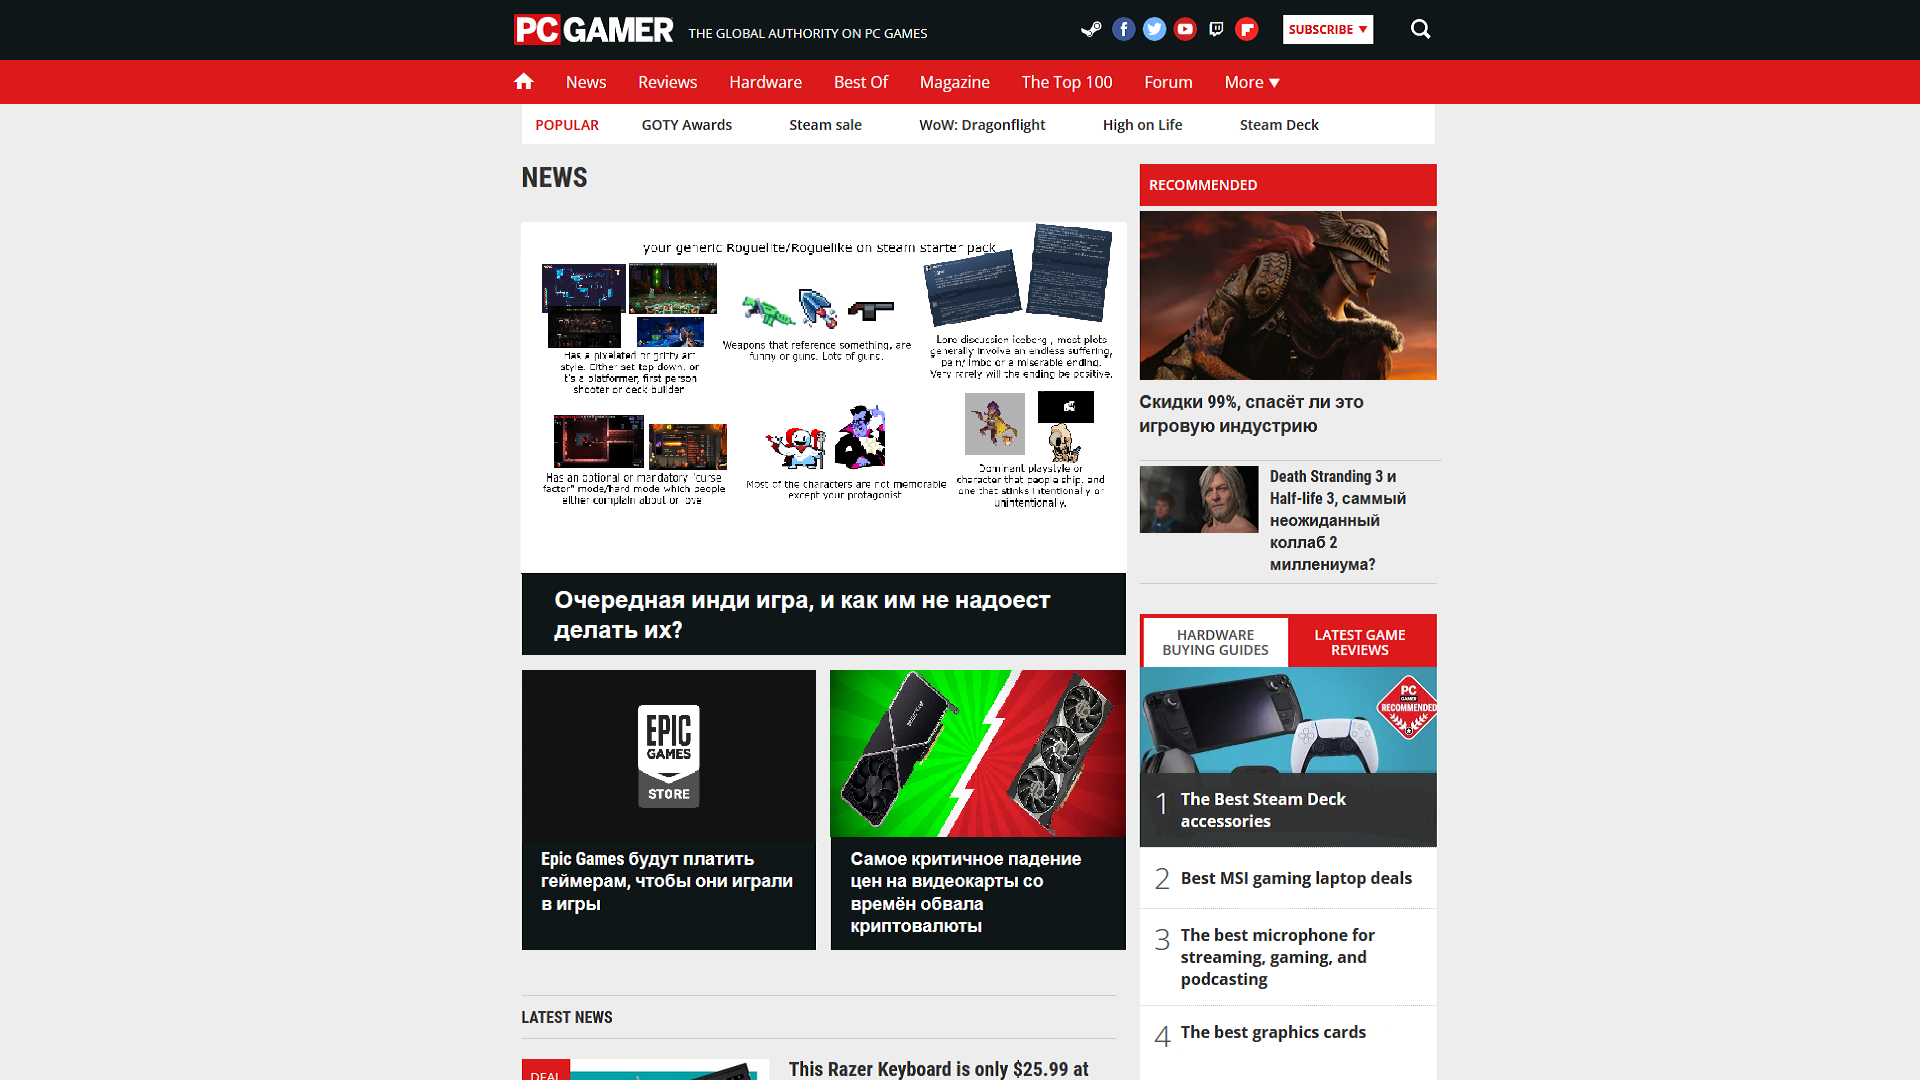 PC GAMER
THE GLOBAL AUTHORITY ON PC GAMES
SUBSCRIBE ▼
News
Reviews
Hardware
Best Of
Magazine
The Top 100
Forum
More ▼
POPULAR
GOTY Awards
Steam sale
WoW: Dragonflight
High on Life
Steam Deck
NEWS
your generic Roguelite/Roguelike on steam starter pack
Has a pixelated or gritty art
style. Either set top down, or
it's a platformer, first person
shooter or deck builder
Weapons that reference something, are
funny or guns. Lots of guns.
Lore discussion iceberg , most plots
generally involve an endless suffering/
pain/limbo or a miserable ending.
Very rarely will the ending be positive.
Has an optional or mandatory "curse
factor" mode/hard mode which people
either complain about or love
Most of the characters are not memorable
except your protagonist
Dominant playstyle or
character that people ship, and
one that stinks intentionally or
unintentionally.
Очередная инди игра, и как им не надоест
делать их?
EPIC
GAMES
STORE
Epic Games будут платить
геймерам, чтобы они играли
в игры
Самое критичное падение
цен на видеокарты со
времён обвала
криптовалюты
LATEST NEWS
DEAL
This Razer Keyboard is only $25.99 at
RECOMMENDED
Скидки 99%, спасёт ли это
игровую индустрию
Death Stranding 3 и
Half-life 3, саммый
неожиданный
коллаб 2
миллениума?
HARDWARE
BUYING GUIDES
LATEST GAME
REVIEWS
PC
GAMER
RECOMMENDED
1 The Best Steam Deck
accessories
2 Best MSI gaming laptop deals
3 The best microphone for
streaming, gaming, and
podcasting
4 The best graphics cards